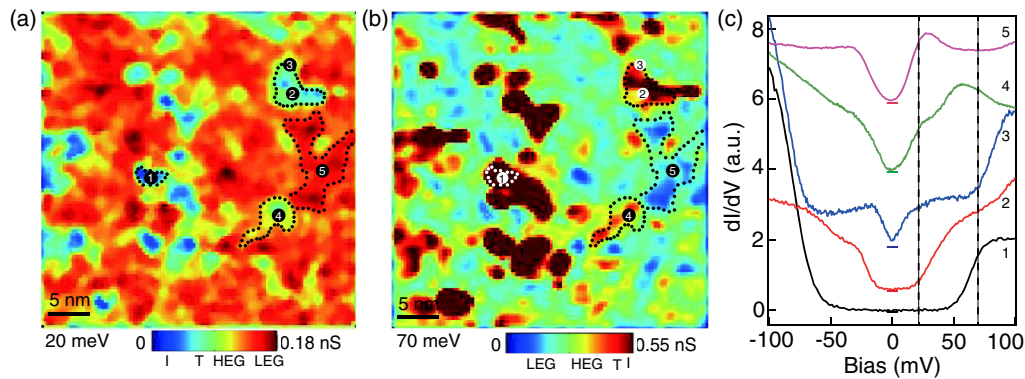 (a)
3
2
1
5
4
5 nm
20 meV
0
0.18 nS
I T HEG LEG
(b)
3
2
1
5
4
5 nm
70 meV
0
0.55 nS
LEG HEG T I
(c)
8
6
4
2
0
dI/dV (a.u.)
5
4
3
2
1
-100 -50 0 50 100
Bias (mV)